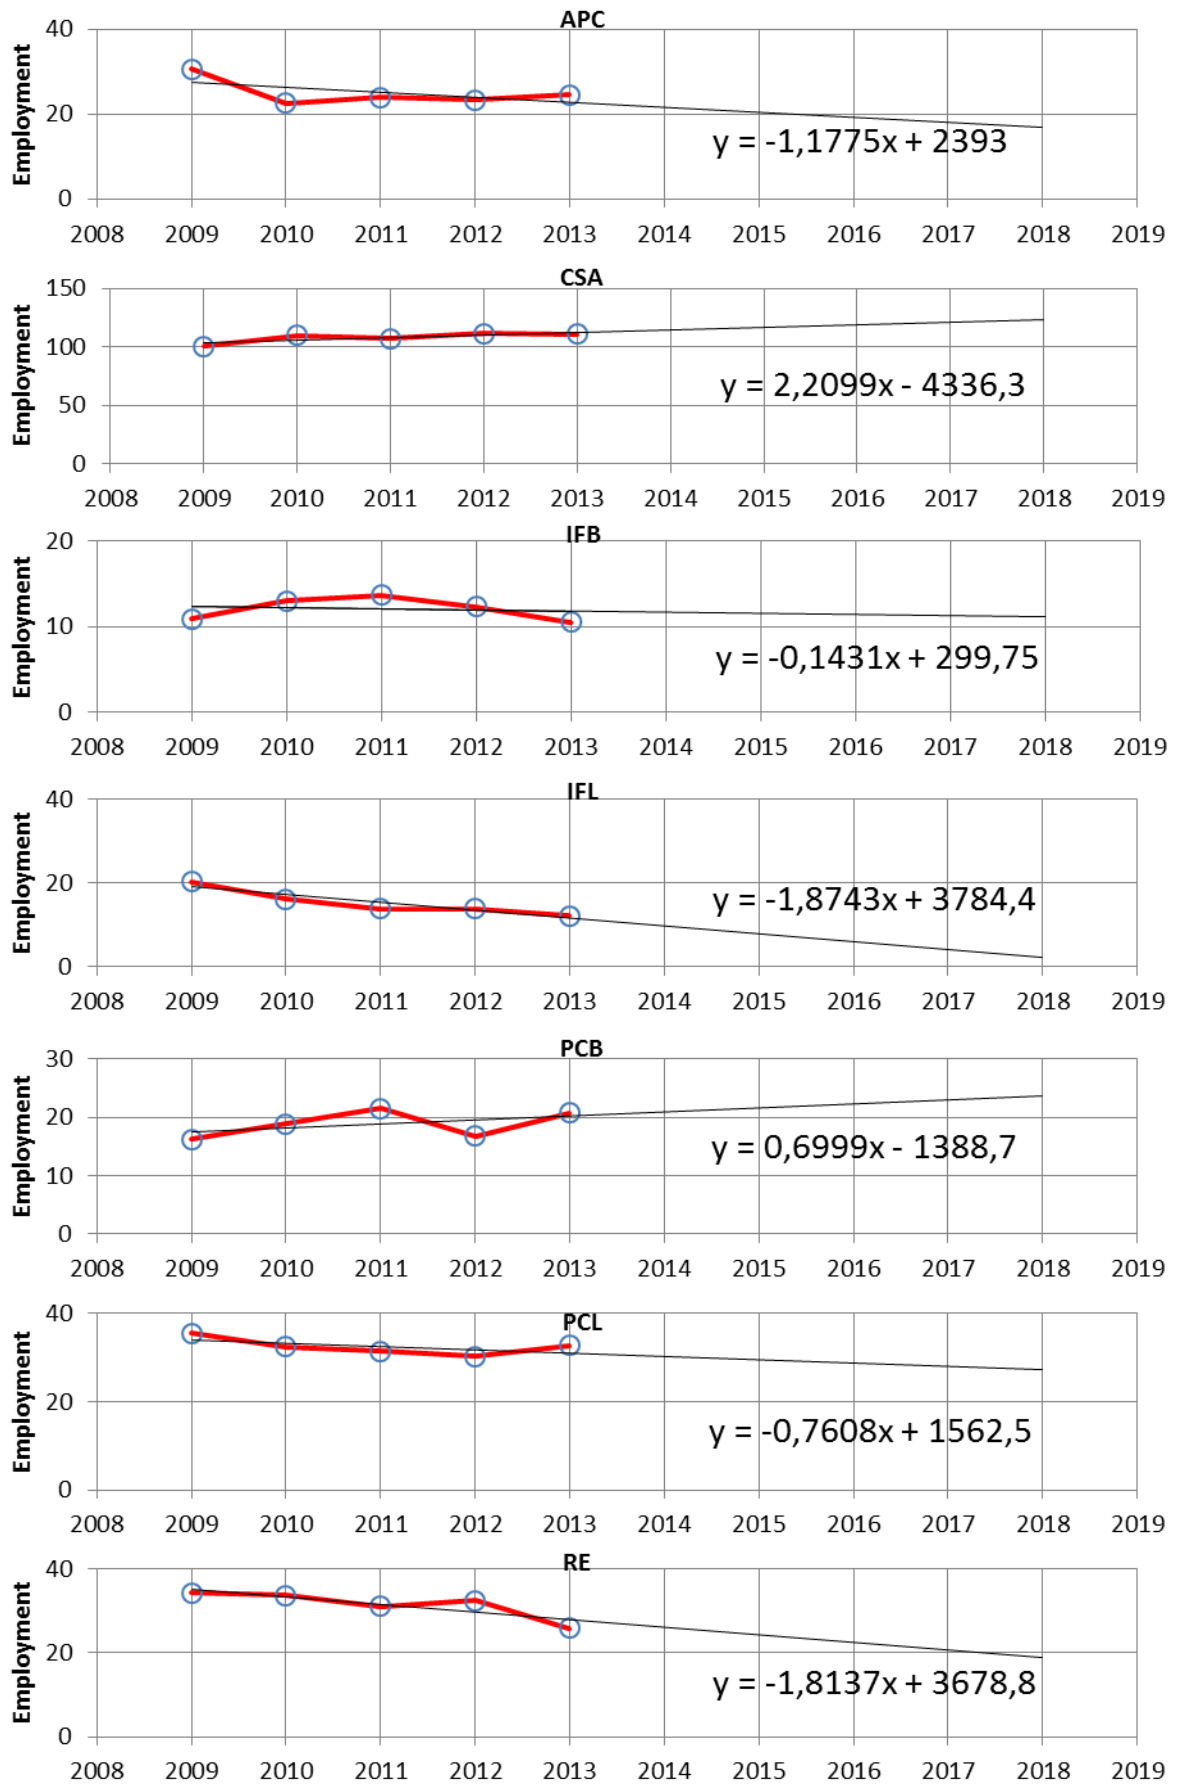 APC
40
20
0
Employment
y = -1,1775x + 2393
2008 2009 2010 2011 2012 2013 2014 2015 2016 2017 2018 2019
CSA
150
100
50
0
Employment
y = 2,2099x - 4336,3
2008 2009 2010 2011 2012 2013 2014 2015 2016 2017 2018 2019
IFB
20
10
0
Employment
y = -0,1431x + 299,75
2008 2009 2010 2011 2012 2013 2014 2015 2016 2017 2018 2019
IFL
40
20
0
Employment
y = -1,8743x + 3784,4
2008 2009 2010 2011 2012 2013 2014 2015 2016 2017 2018 2019
PCB
30
20
10
0
Employment
y = 0,6999x - 1388,7
2008 2009 2010 2011 2012 2013 2014 2015 2016 2017 2018 2019
PCL
40
20
0
Employment
y = -0,7608x + 1562,5
2008 2009 2010 2011 2012 2013 2014 2015 2016 2017 2018 2019
RE
40
20
0
Employment
y = -1,8137x + 3678,8
2008 2009 2010 2011 2012 2013 2014 2015 2016 2017 2018 2019